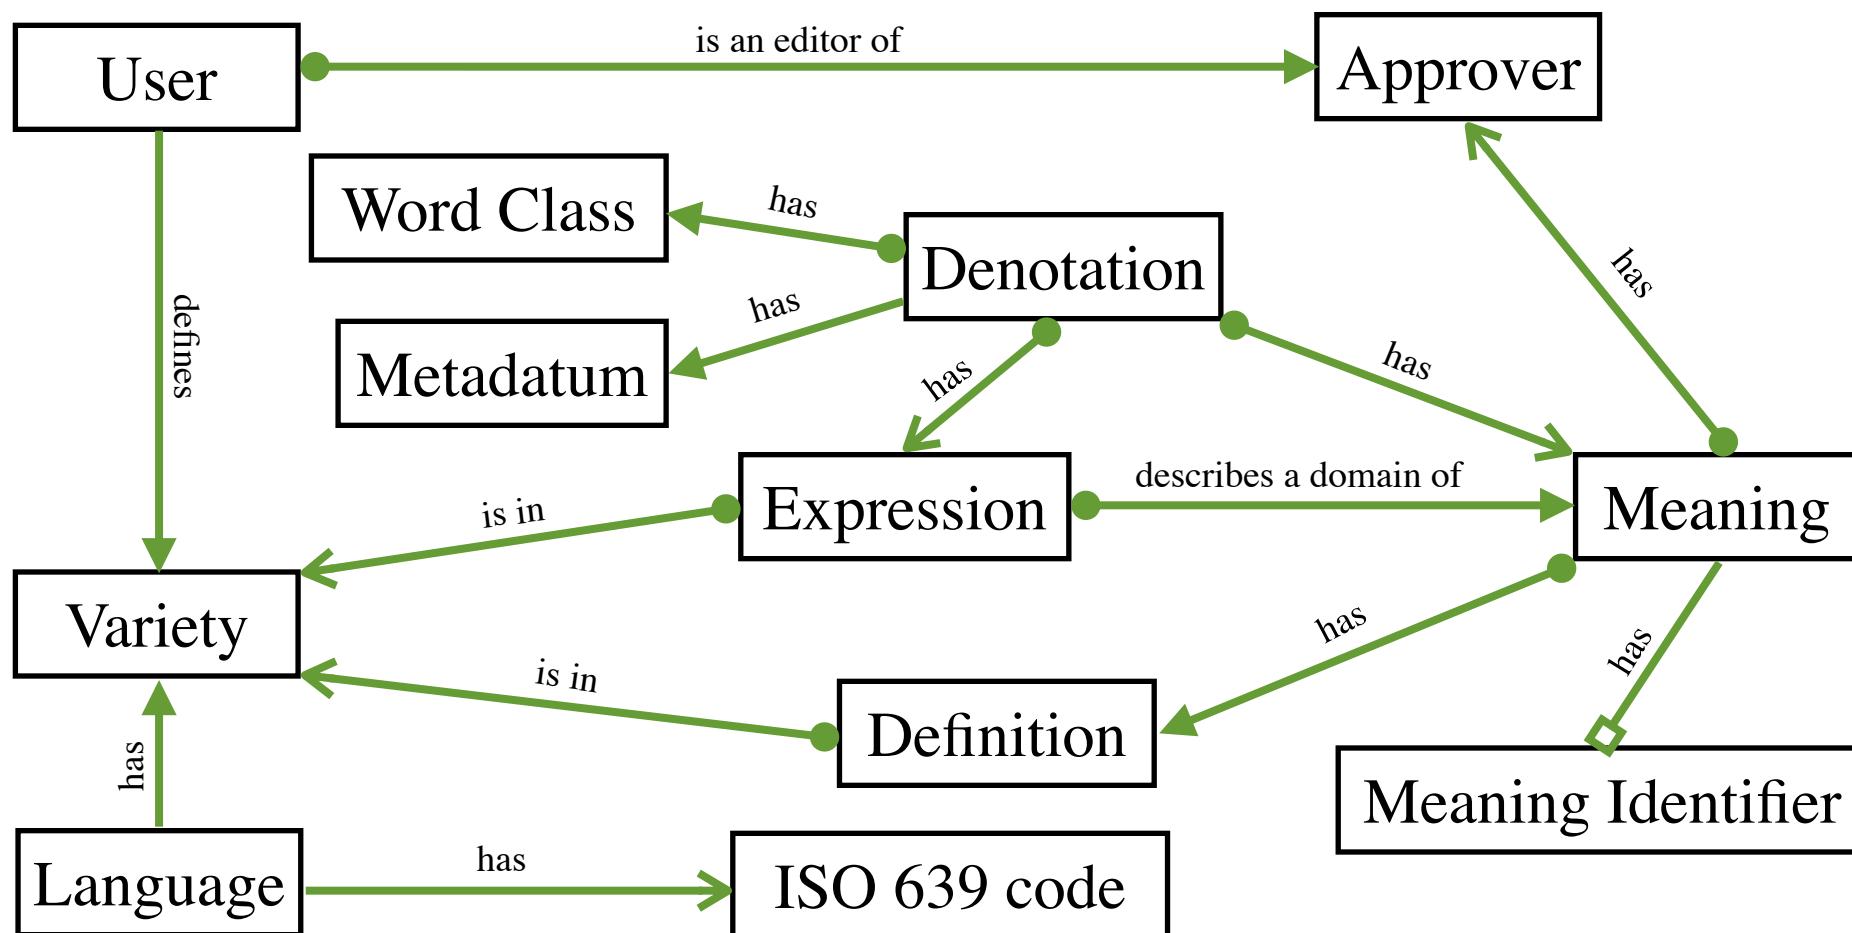 is an editor of
User
Approver
Word Class
has
Denotation
has
defines
has
Metadatum
has
has
describes a domain of
is in
Expression
Meaning
Variety
has
has
is in
Definition
has
Meaning Identifier
has
Language
ISO 639 code